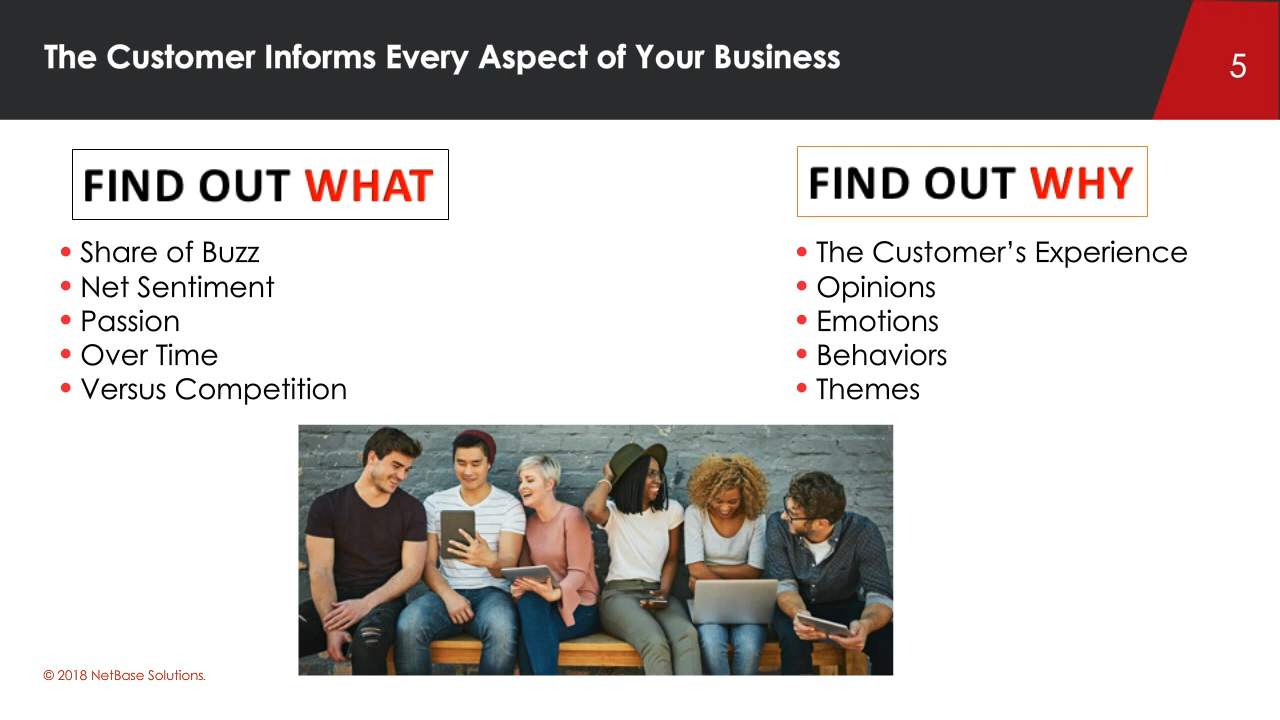 The Customer Informs Every Aspect of Your Business
5
FIND OUT WHAT
• Share of Buzz
• Net Sentiment
• Passion
• Over Time
• Versus Competition
FIND OUT WHY
• The Customer’s Experience
• Opinions
• Emotions
• Behaviors
• Themes
© 2018 NetBase Solutions.